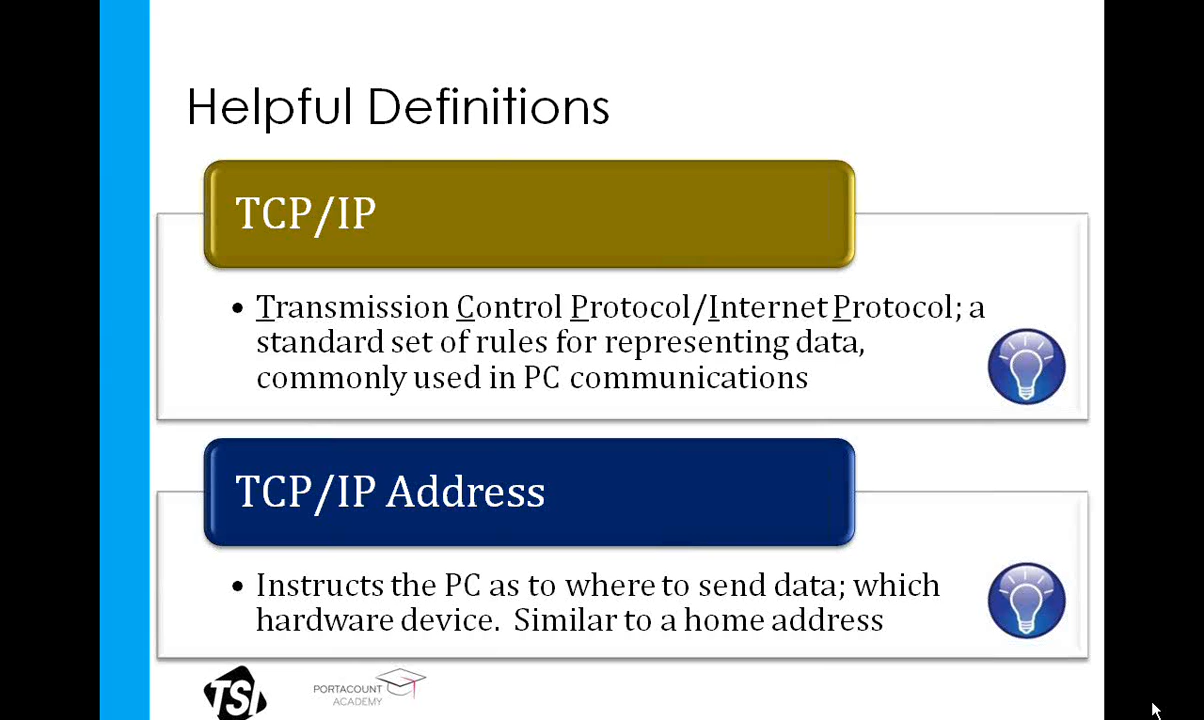 Helpful Definitions
TCP/IP
• Transmission Control Protocol/Internet Protocol; a
standard set of rules for representing data,
commonly used in PC communications
TCP/IP Address
• Instructs the PC as to where to send data; which
hardware device.  Similar to a home address
TSI
PORTACOUNT
ACADEMY